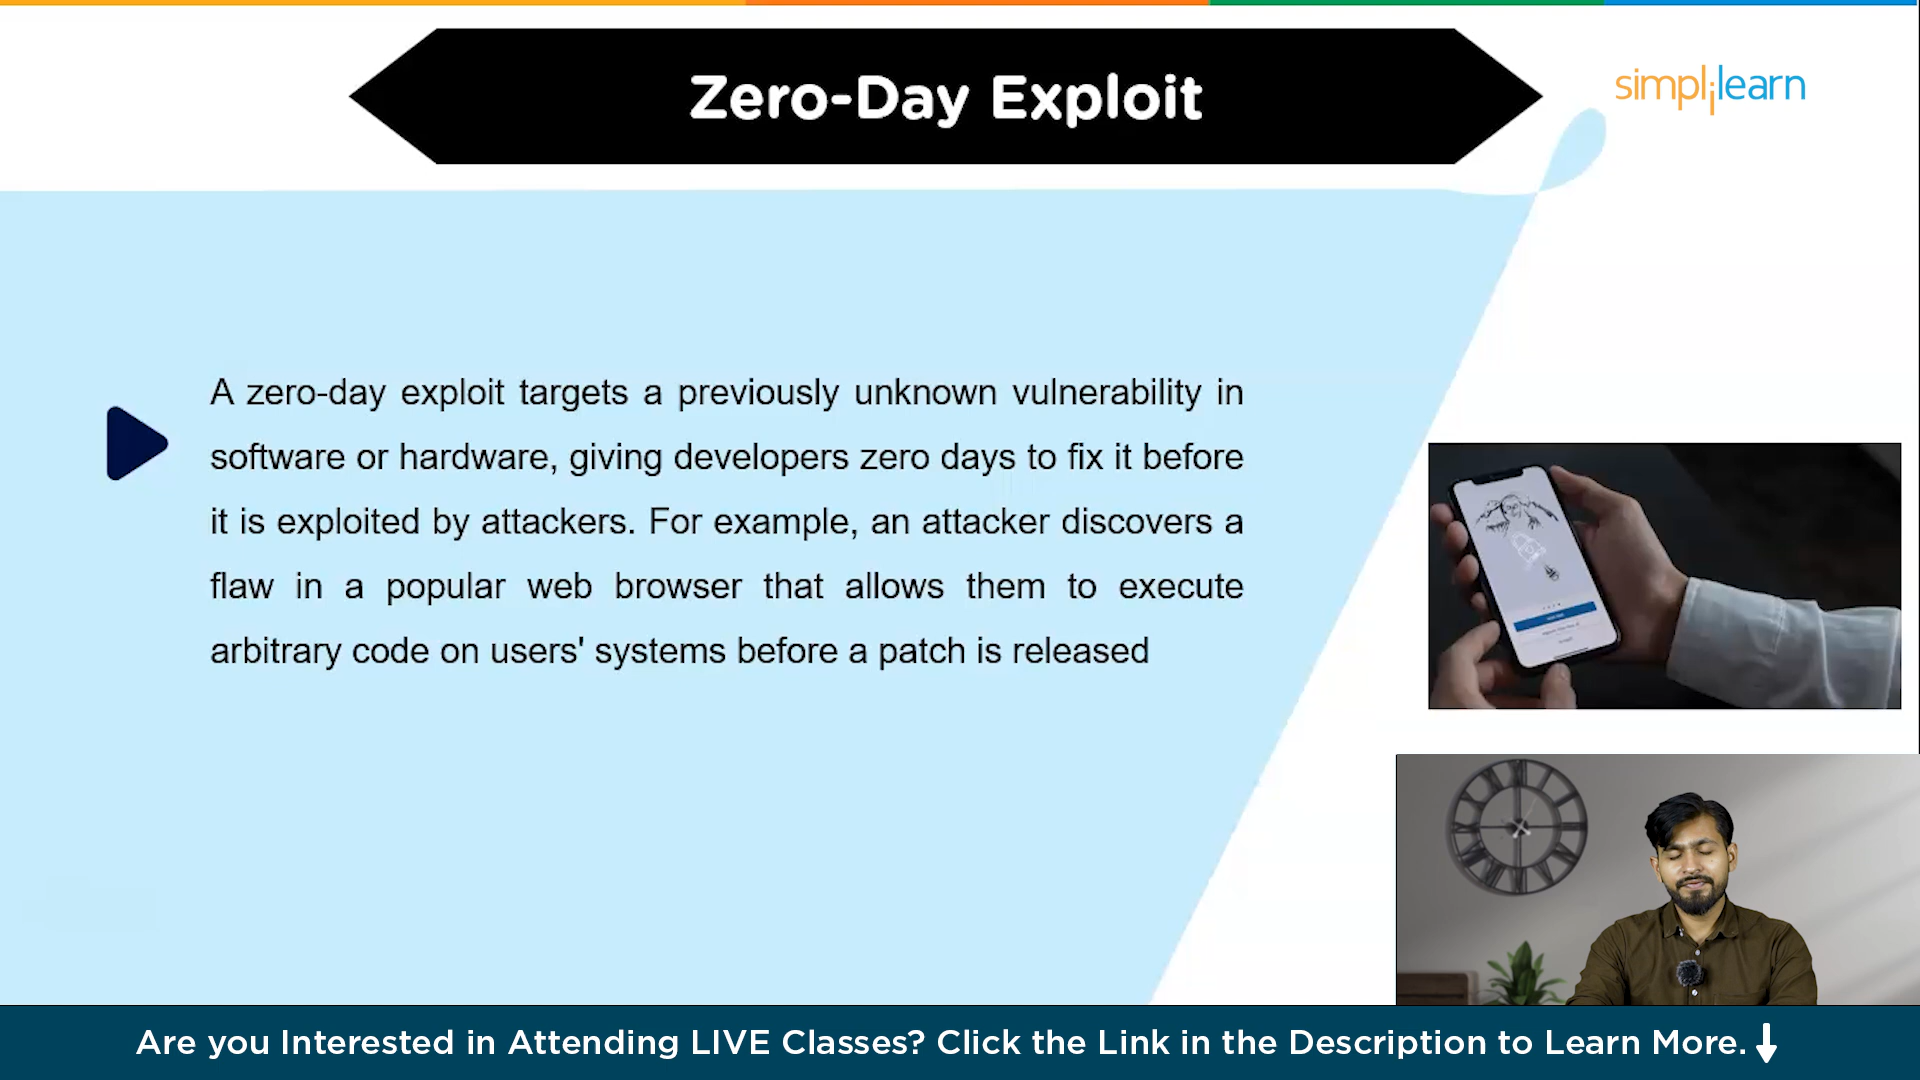 Zero-Day Exploit
simplilearn
A zero-day exploit targets a previously unknown vulnerability in
software or hardware, giving developers zero days to fix it before
it is exploited by attackers. For example, an attacker discovers a
flaw in a popular web browser that allows them to execute
arbitrary code on users' systems before a patch is released
Are you Interested in Attending LIVE Classes? Click the Link in the Description to Learn More.